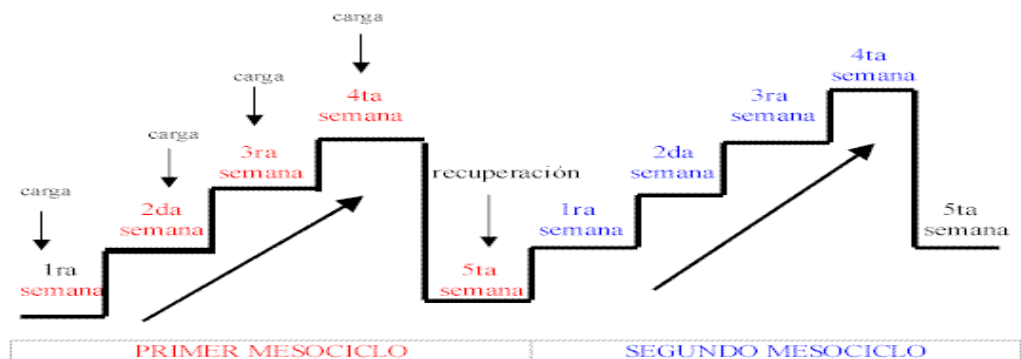 carga
1ra
semana
carga
2da
semana
carga
3ra
semana
carga
4ta
semana
recuperación
5ta
semana
1ra
semana
2da
semana
3ra
semana
4ta
semana
5ta
semana
PRIMER MESOCICLO
SEGUNDO MESOCICLO